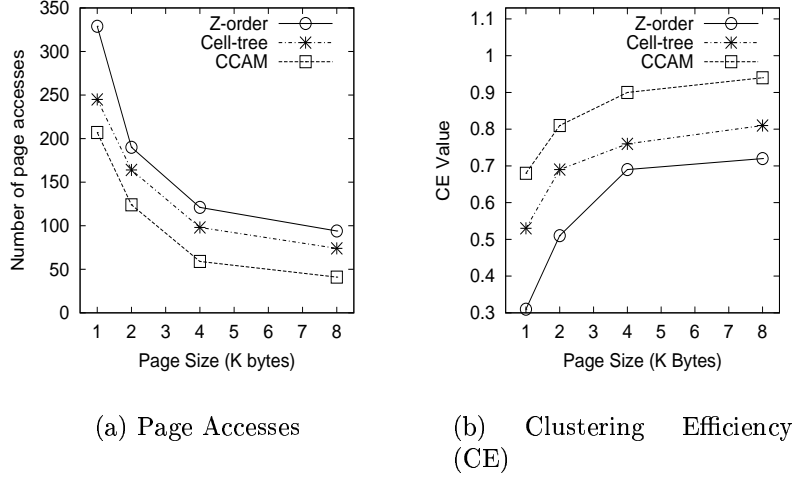 350
300
250
200
150
100
50
0
Number of page accesses
Z-order
Cell-tree
CCAM
1 2 3 4 5 6 7 8
Page Size (K bytes)
(a) Page Accesses
1.1
1
0.9
0.8
0.7
0.6
0.5
0.4
0.3
CE Value
Z-order
Cell-tree
CCAM
1 2 3 4 5 6 7 8
Page Size (K Bytes)
(b) Clustering Efficiency
(CE)